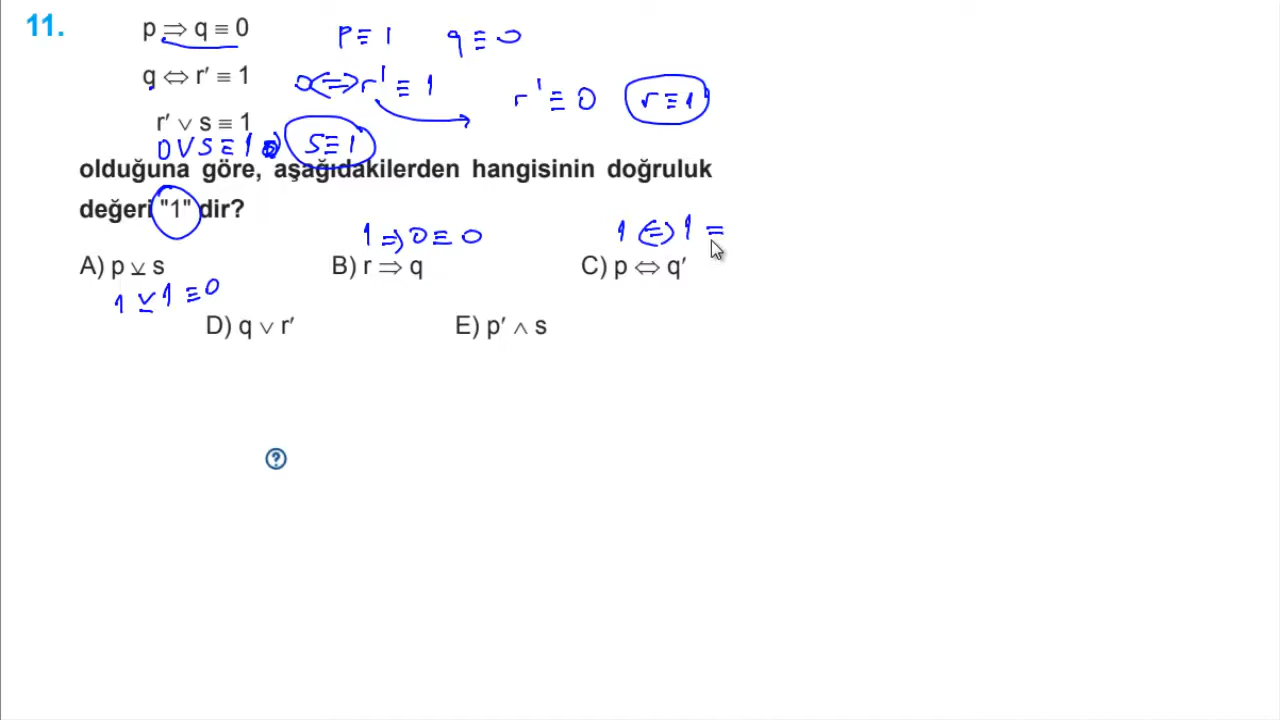 11. p ⇒ q ≡ 0 p ≡ 1 q ≡ 0
q ⇔ r′ ≡ 1 0 ⇔ r′ ≡ 1 r′ ≡ 0 r ≡ 1
r′ ∨ s ≡ 1
0 ∨ s ≡ 1 s ≡ 1
olduğuna göre, aşağıdakilerden hangisinin doğruluk
değeri "1" dir?
1 ⇒ 0 ≡ 0 1 ⇔ 1 ≡
A) p ⊻ s B) r ⇒ q C) p ⇔ q′
1 ⊻ 1 ≡ 0
D) q ∨ r′ E) p′ ∧ s
?